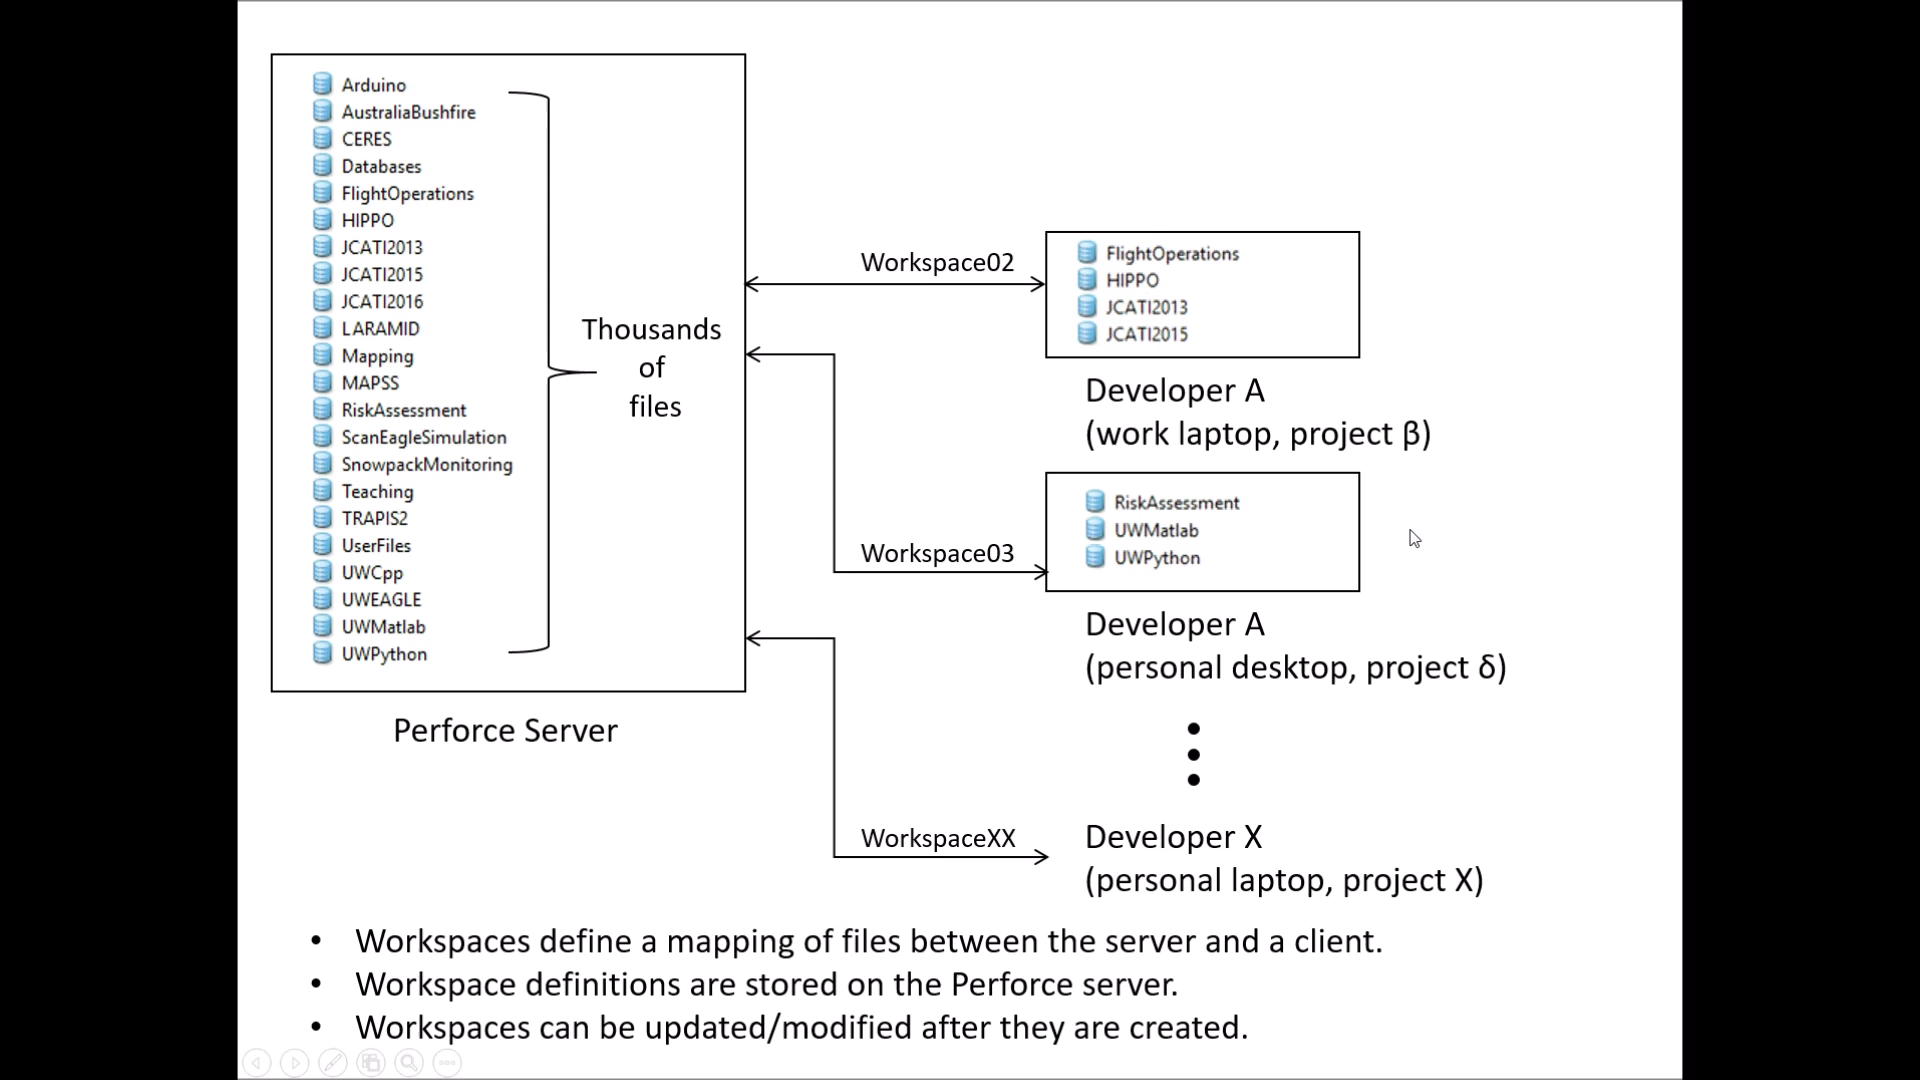 Arduino
AustraliaBushfire
CERES
Databases
FlightOperations
HIPPO
JCATI2013
JCATI2015
JCATI2016
LARAMID
Mapping
MAPSS
RiskAssessment
ScanEagleSimulation
SnowpackMonitoring
Teaching
TRAPIS2
UserFiles
UWCpp
UWEAGLE
UWMatlab
UWPython
Thousands
of
files
Perforce Server
Workspace02
FlightOperations
HIPPO
JCATI2013
JCATI2015
Developer A
(work laptop, project β)
Workspace03
RiskAssessment
UWMatlab
UWPython
Developer A
(personal desktop, project δ)
WorkspaceXX
Developer X
(personal laptop, project X)
• Workspaces define a mapping of files between the server and a client.
• Workspace definitions are stored on the Perforce server.
• Workspaces can be updated/modified after they are created.